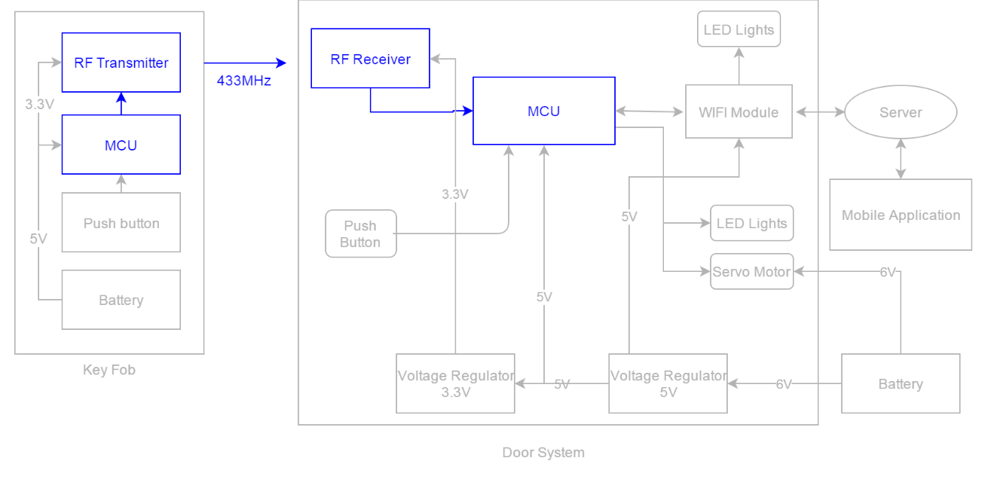 RF Transmitter
3.3V
MCU
Push button
5V
Battery
Key Fob
433MHz
RF Receiver
MCU
LED Lights
WIFI Module
Server
3.3V
5V
Push
Button
LED Lights
Mobile Application
Servo Motor
6V
5V
Voltage Regulator
3.3V
5V
Voltage Regulator
5V
6V
Battery
Door System